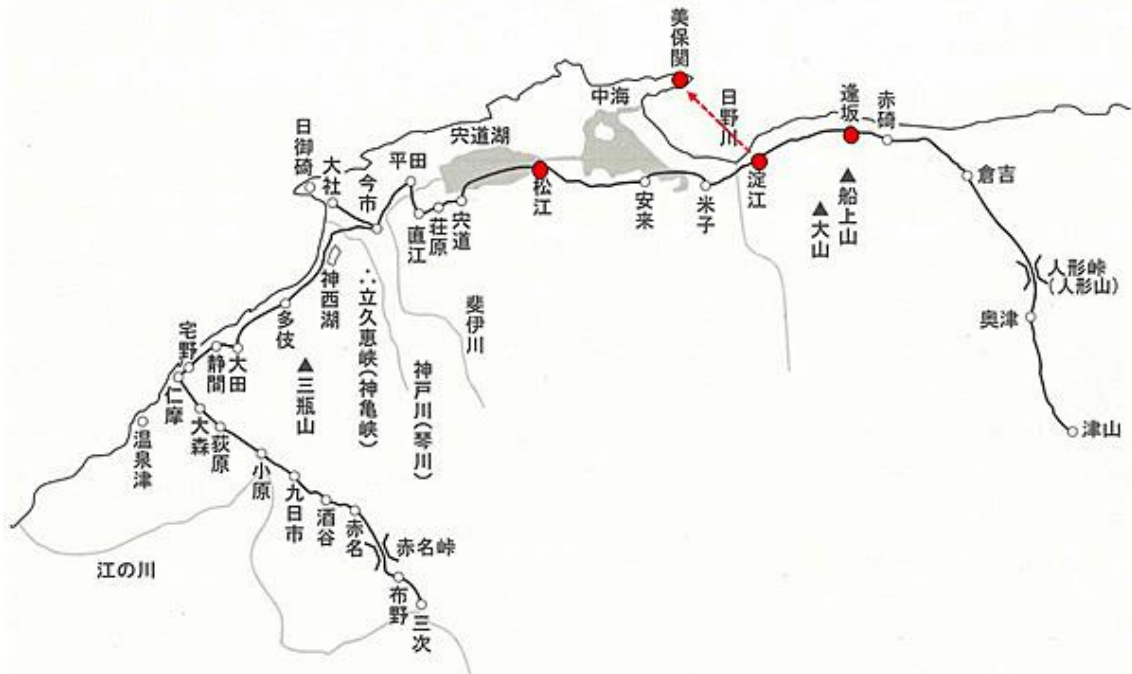 美保関
中海
日野川
逢坂
赤碕
宍道湖
日御碕
大社
今市
平田
松江
淀江
倉吉
船上山
大山
安来
米子
直江
荘原
宍道
人形峠
(人形山)
奥津
神西湖
立久恵峡(神亀峡)
斐伊川
多伎
宅野
静間
大田
三瓶山
神戸川(琴川)
仁摩
大森
荻原
温泉津
津山
小原
九日市
酒谷
赤名
赤名峠
江の川
布野
三次